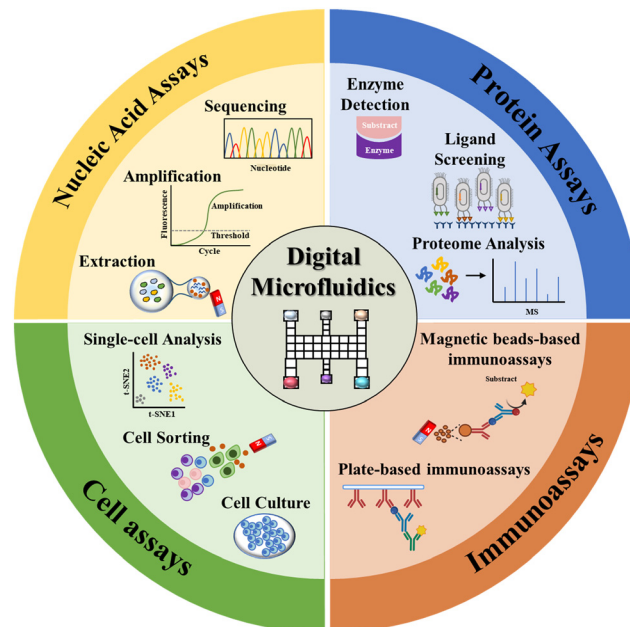 Nucleic Acid Assays
Sequencing
Nucleotide
Amplification
Fluorescence
Amplification
Threshold
Cycle
Extraction
N
S
Protein Assays
Enzyme
Detection
Substract
Enzyme
Ligand
Screening
Proteome Analysis
MS
Digital
Microfluidics
Cell assays
Single-cell Analysis
t-SNE2
t-SNE1
Cell Sorting
N
S
Cell Culture
Immunoassays
Magnetic beads-based
immunoassays
Substract
N
S
Plate-based immunoassays